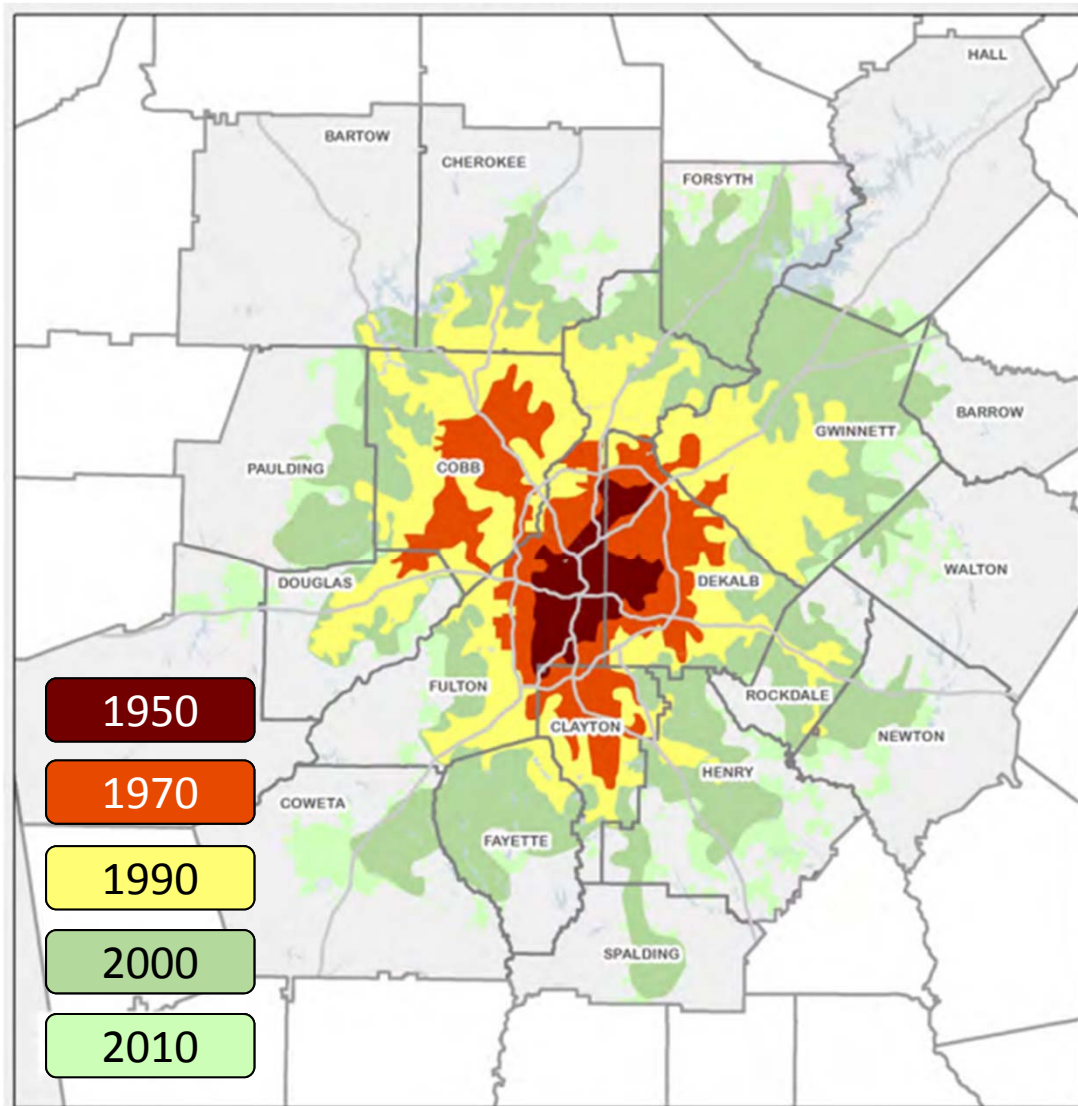 HALL
BARTOW
CHEROKEE
FORSYTH
BARROW
GWINNETT
PAULDING
COBB
WALTON
DOUGLAS
DEKALB
FULTON
ROCKDALE
CLAYTON
NEWTON
HENRY
COWETA
FAYETTE
SPALDING
1950
1970
1990
2000
2010